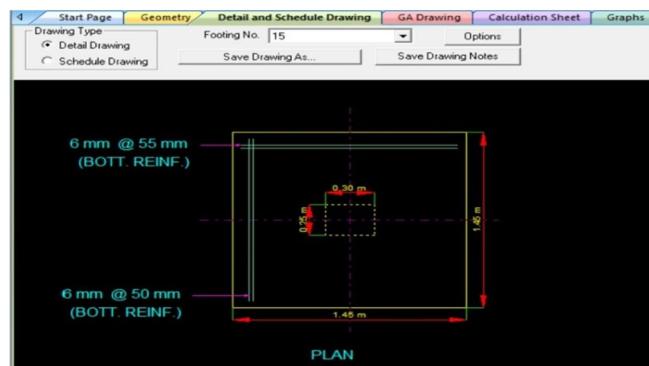 Start Page Geometry Detail and Schedule Drawing GA Drawing Calculation Sheet Graphs
Drawing Type
Detail Drawing
Schedule Drawing
Footing No. 15 Options
Save Drawing As... Save Drawing Notes
6 mm @ 55 mm
(BOTT. REINF.)
0.30 m
0.25 m
1.45 m
6 mm @ 50 mm
(BOTT. REINF.)
1.45 m
PLAN